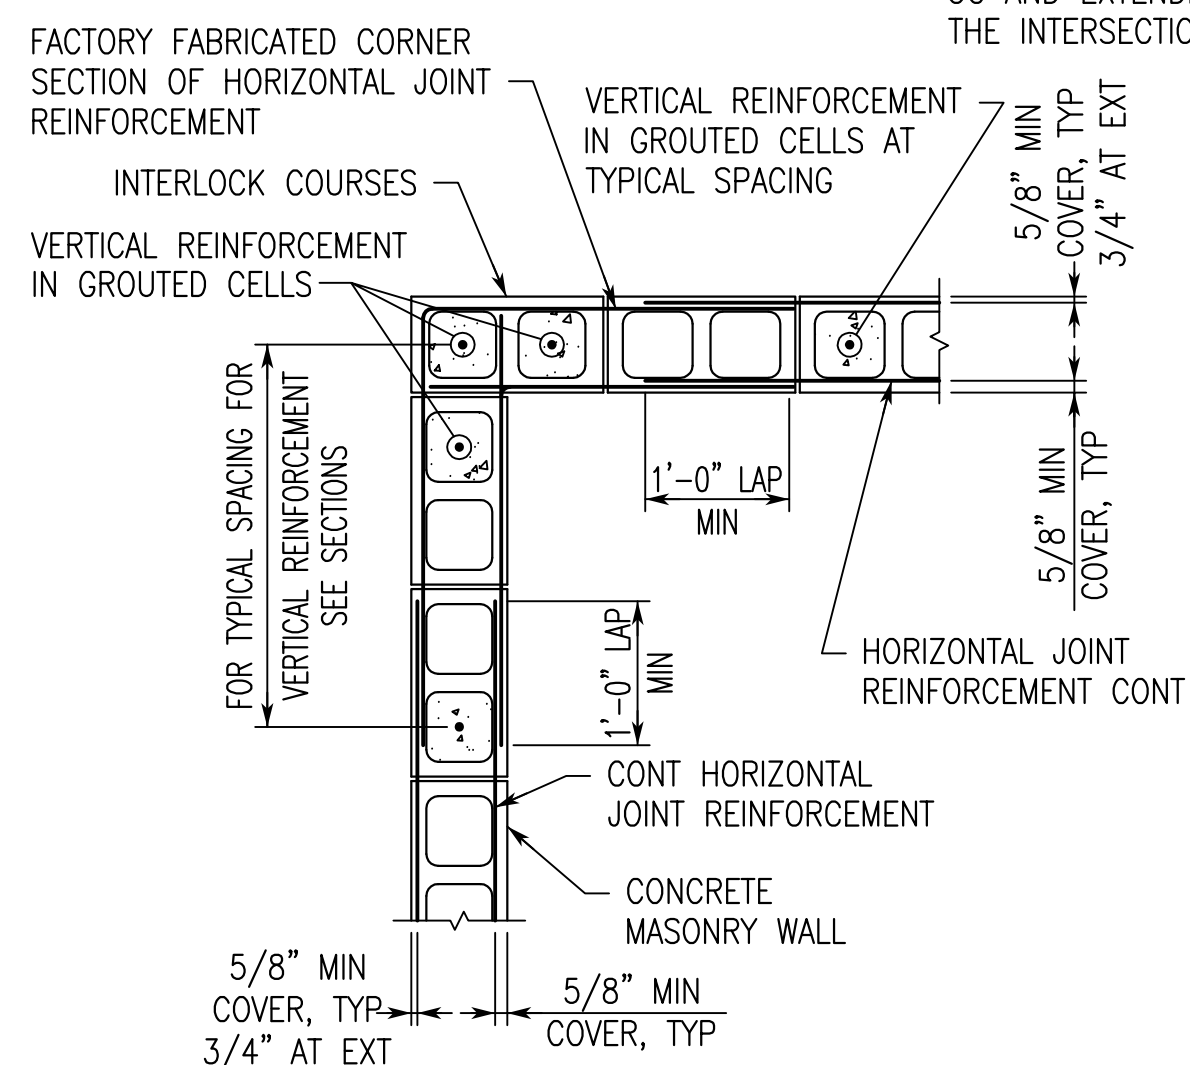 THE INTERSECTIO
FACTORY FABRICATED CORNER
SECTION OF HORIZONTAL JOINT
REINFORCEMENT
VERTICAL REINFORCEMENT
IN GROUTED CELLS AT
TYPICAL SPACING
5/8” MIN
COVER, TYP
3/4” AT EXT
INTERLOCK COURSES
VERTICAL REINFORCEMENT
IN GROUTED CELLS
FOR TYPICAL SPACING FOR
VERTICAL REINFORCEMENT
SEE SECTIONS
1'-0” LAP
MIN
5/8” MIN
COVER, TYP
1'-0” LAP
MIN
HORIZONTAL JOINT
REINFORCEMENT CONT
CONT HORIZONTAL
JOINT REINFORCEMENT
CONCRETE
MASONRY WALL
5/8” MIN
COVER, TYP
3/4” AT EXT
5/8” MIN
COVER, TYP